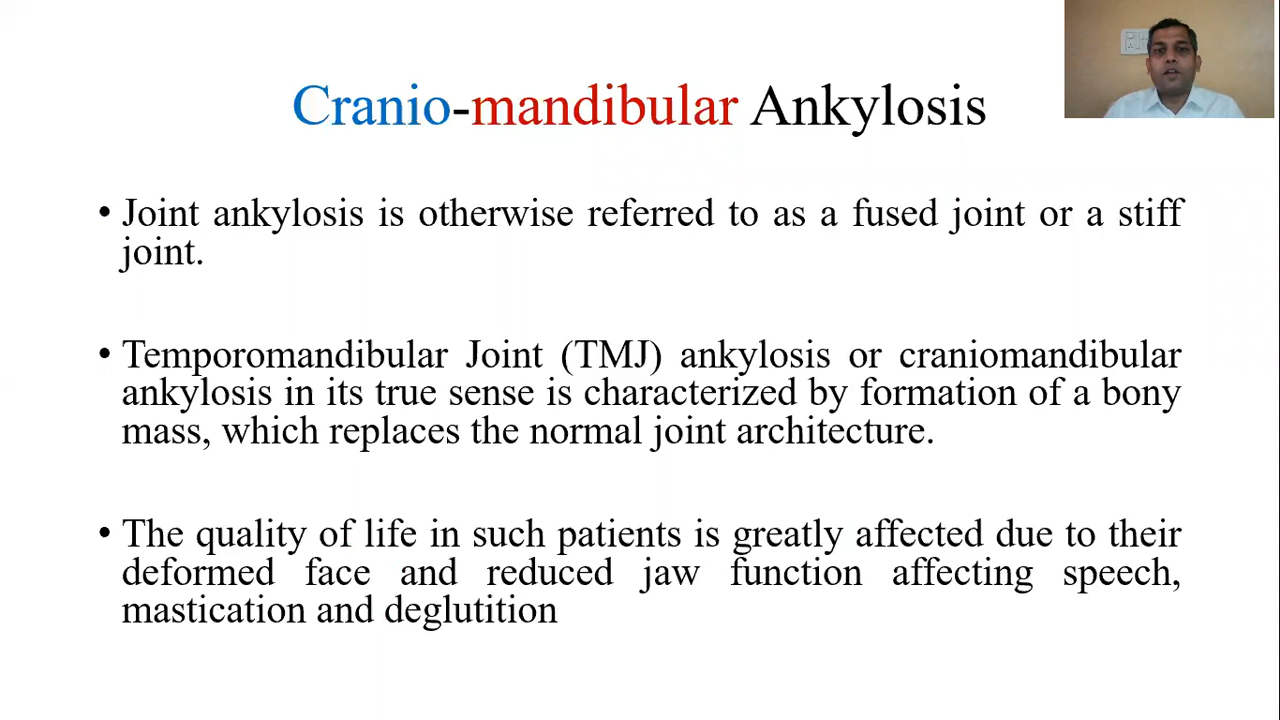 Cranio-mandibular Ankylosis
• Joint ankylosis is otherwise referred to as a fused joint or a stiff
joint.
• Temporomandibular Joint (TMJ) ankylosis or craniomandibular
ankylosis in its true sense is characterized by formation of a bony
mass, which replaces the normal joint architecture.
• The quality of life in such patients is greatly affected due to their
deformed face and reduced jaw function affecting speech,
mastication and deglutition